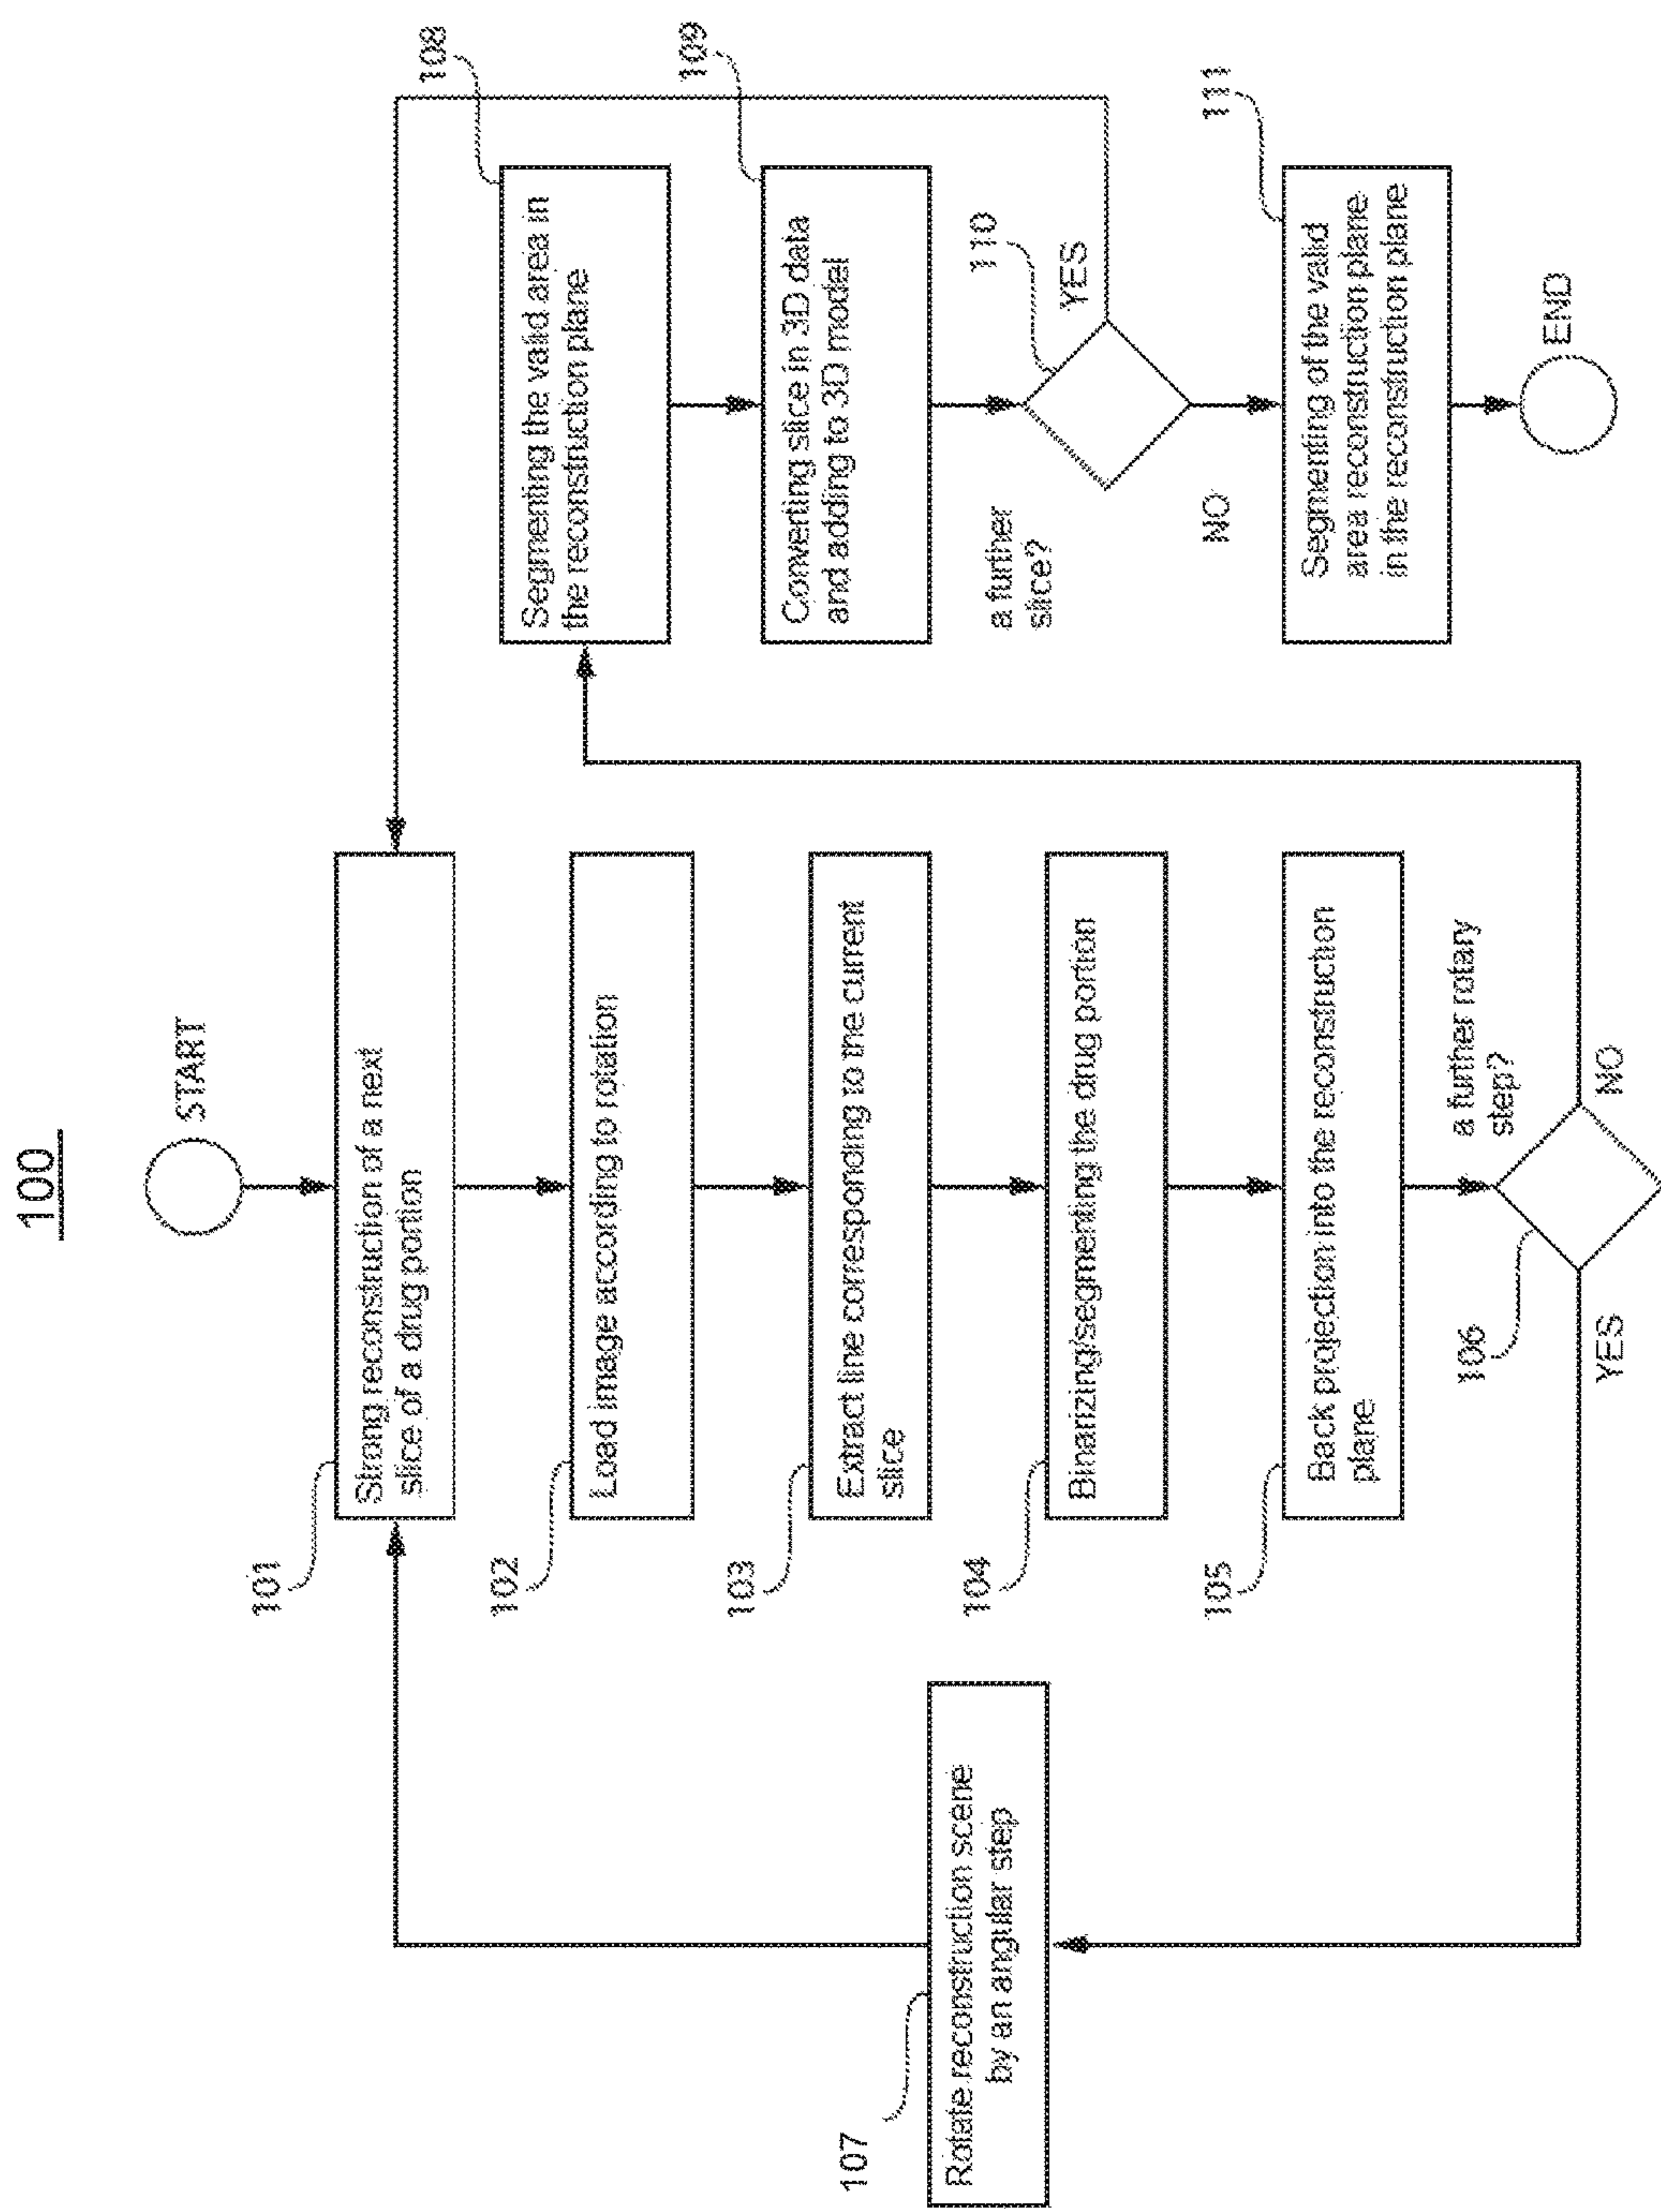 100
START
101
Strong reconstruction of a next
slice of a drug portion
102
Load image according to rotation
103
Extract line corresponding to the current
slice
104
Binarizing/segmenting the drug portion
105
Back projection into the reconstruction
plane
a further rotary
step?
106
YES
NO
107
Rotate reconstruction scene
by an angular step
108
Segmenting the valid area in
the reconstruction plane
109
Converting slice in 3D data
and adding to 3D model
a further
slice?
110
YES
NO
111
Segmenting of the valid
area reconstruction plane
in the reconstruction plane
END